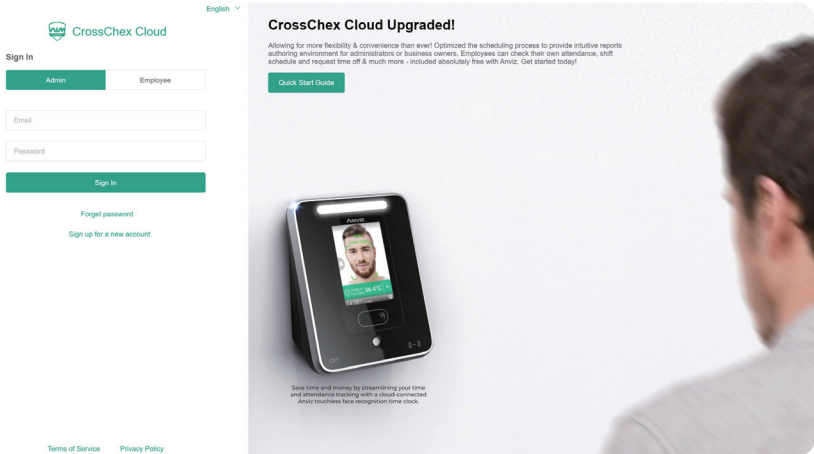 English
CrossChex Cloud
Sign In
Admin
Employee
Email
Password
Sign In
Forget password
Sign up for a new account
Terms of Service
Privacy Policy
CrossChex Cloud Upgraded!
Allowing for more flexibility & convenience than ever! Optimized the scheduling process to provide intuitive reports
authoring environment for administrators or business owners. Employees can check their own attendance, shift
schedule and request time off & much more - included absolutely free with Anviz. Get started today!
Quick Start Guide
Anviz
36.4°C
Save time and money by streamlining your time
and attendance tracking with a cloud-connected
Anviz touchless face recognition time clock.